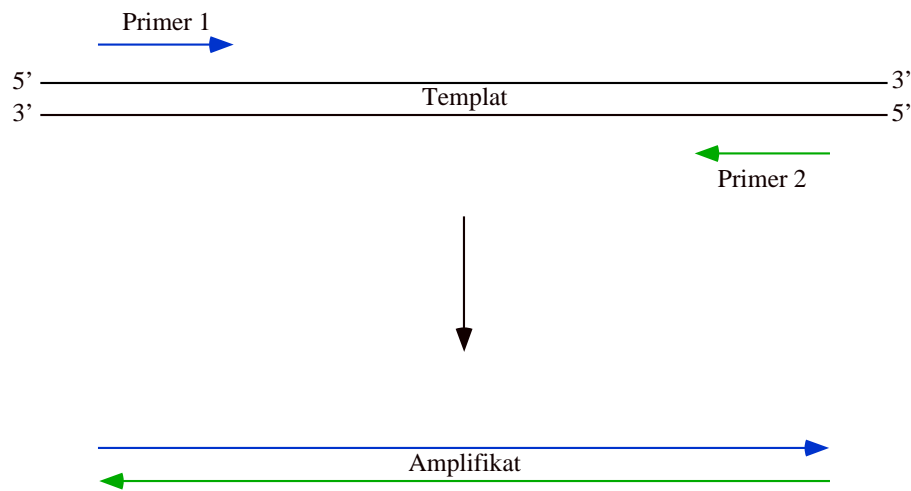 Primer 1
5’ 3’
Templat
3’ 5’
Primer 2
Amplifikat